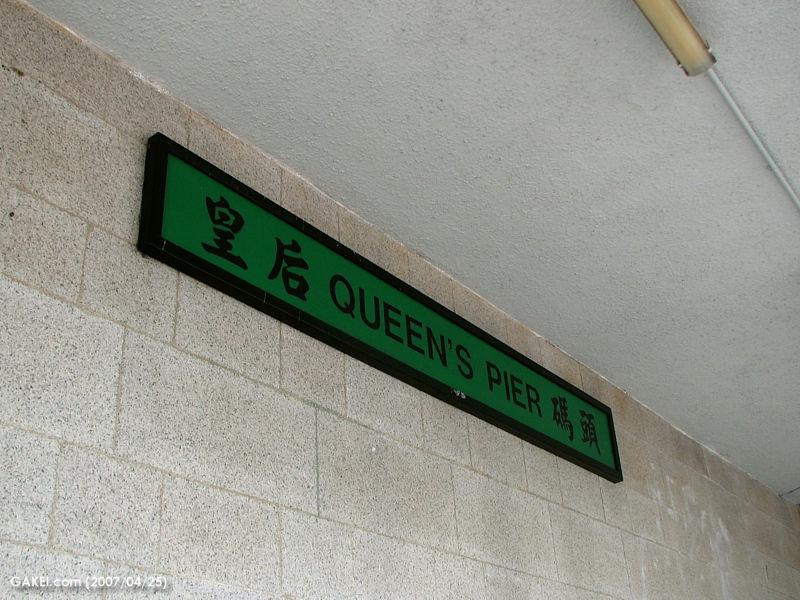 皇后 QUEEN'S PIER 碼頭
GAKEI.com (2007/04/25)